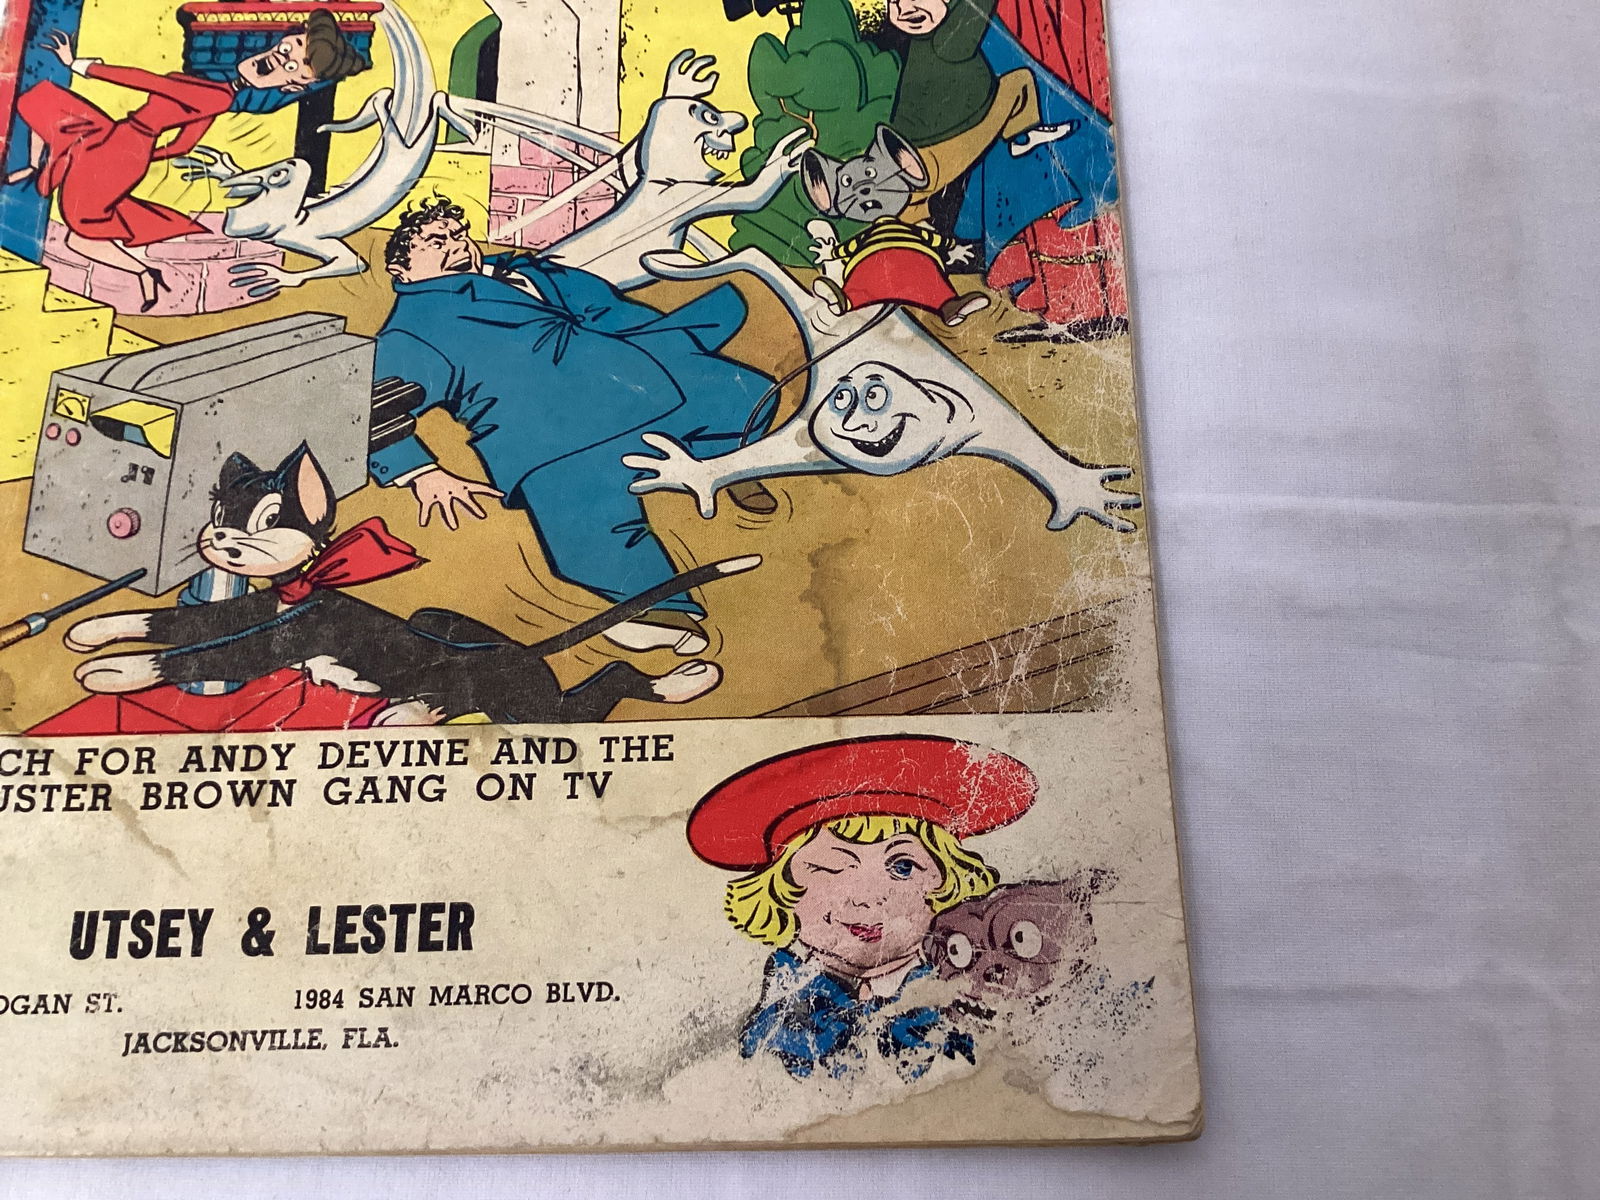 CH FOR ANDY DEVINE AND THE
USTER BROWN GANG ON TV
UTSEY & LESTER
OGAN ST. 1984 SAN MARCO BLVD.
JACKSONVILLE, FLA.